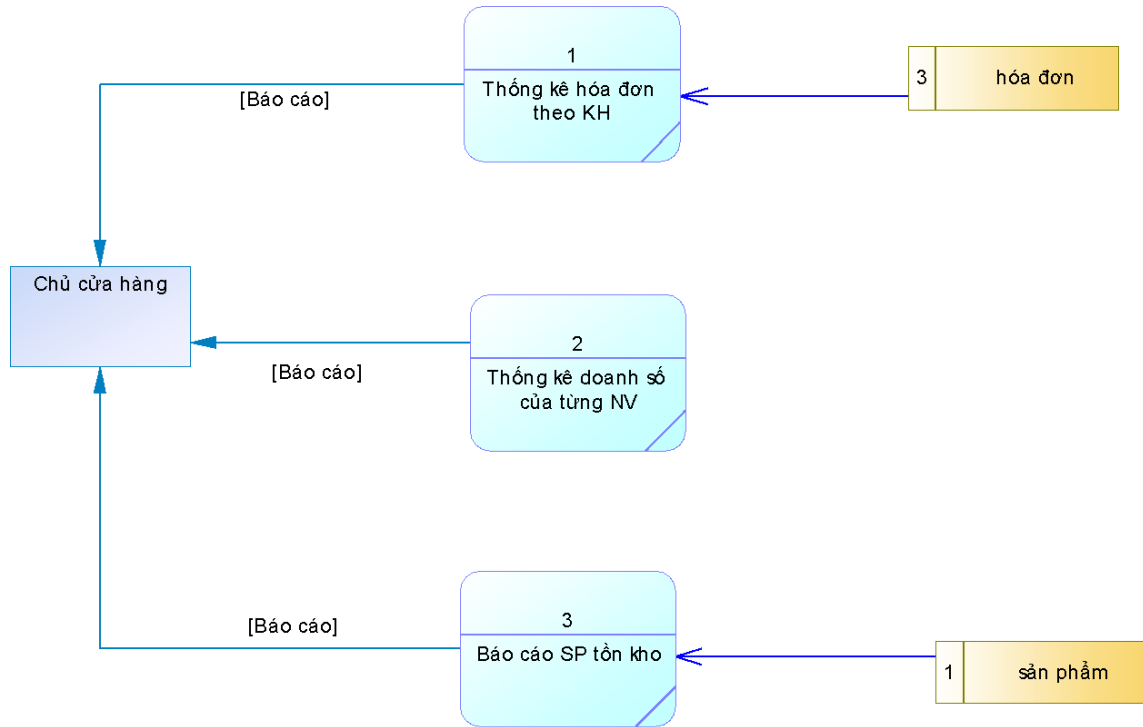 1
Thống kê hóa đơn
theo KH
[Báo cáo]
3
hóa đơn
Chủ cửa hàng
2
Thống kê doanh số
của từng NV
[Báo cáo]
3
Báo cáo SP tồn kho
[Báo cáo]
1
sản phẩm